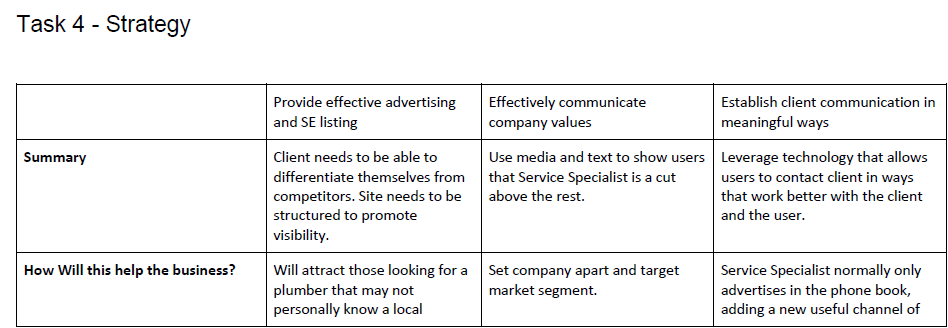 Task 4 - Strategy
Provide effective advertising
and SE listing
Effectively communicate
company values
Establish client communication in
meaningful ways
Summary
Client needs to be able to
differentiate themselves from
competitors. Site needs to be
structured to promote
visibility.
Use media and text to show users
that Service Specialist is a cut
above the rest.
Leverage technology that allows
users to contact client in ways
that work better with the client
and the user.
How Will this help the business?
Will attract those looking for a
plumber that may not
personally know a local
Set company apart and target
market segment.
Service Specialist normally only
advertises in the phone book,
adding a new useful channel of